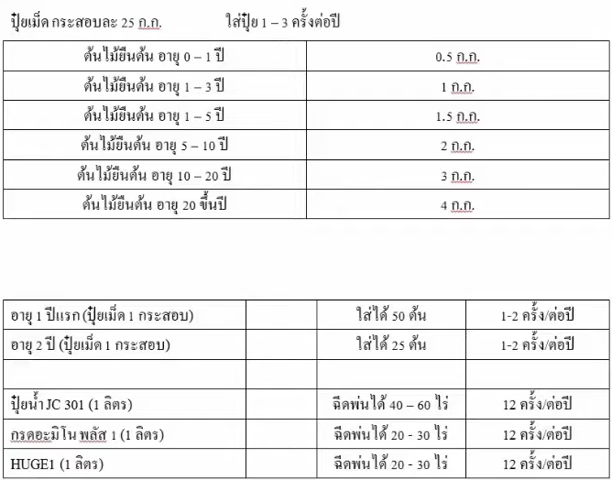 ปุ๋ยเม็ด กระสอบละ 25 ก.ก. ใส่ปุ๋ย 1 – 3 ครั้งต่อปี
ต้นไม้ยืนต้น อายุ 0 – 1 ปี 0.5 ก.ก.
ต้นไม้ยืนต้น อายุ 1 – 3 ปี 1 ก.ก.
ต้นไม้ยืนต้น อายุ 1 – 5 ปี 1.5 ก.ก.
ต้นไม้ยืนต้น อายุ 5 – 10 ปี 2 ก.ก.
ต้นไม้ยืนต้น อายุ 10 – 20 ปี 3 ก.ก.
ต้นไม้ยืนต้น อายุ 20 ขึ้นปี 4 ก.ก.
อายุ 1 ปีแรก (ปุ๋ยเม็ด 1 กระสอบ) ใส่ได้ 50 ต้น 1-2 ครั้ง/ต่อปี
อายุ 2 ปี (ปุ๋ยเม็ด 1 กระสอบ) ใส่ได้ 25 ต้น 1-2 ครั้ง/ต่อปี
ปุ๋ยน้ำ JC 301 (1 ลิตร) ฉีดพ่นได้ 40 – 60 ไร่ 12 ครั้ง/ต่อปี
กรดอะมิโน พลัส 1 (1 ลิตร) ฉีดพ่นได้ 20 - 30 ไร่ 12 ครั้ง/ต่อปี
HUGE1 (1 ลิตร) ฉีดพ่นได้ 20 - 30 ไร่ 12 ครั้ง/ต่อปี